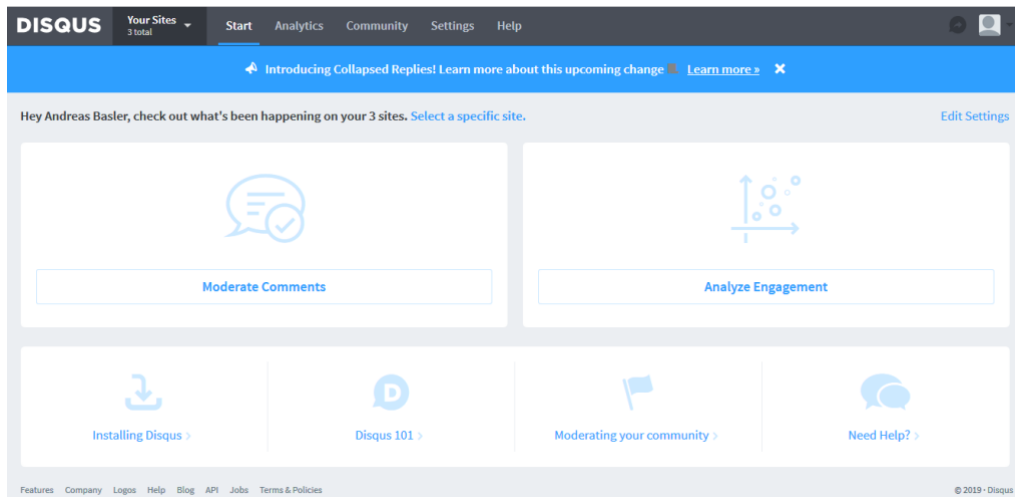 DISQUS Your Sites Start Analytics Community Settings Help
3 total
Introducing Collapsed Replies! Learn more about this upcoming change Learn more »
Hey Andreas Basler, check out what's been happening on your 3 sites. Select a specific site. Edit Settings
Moderate Comments Analyze Engagement
D
Installing Disqus > Disqus 101 > Moderating your community > Need Help? >
Features Company Logos Help Blog API Jobs Terms & Policies © 2019 · Disqus